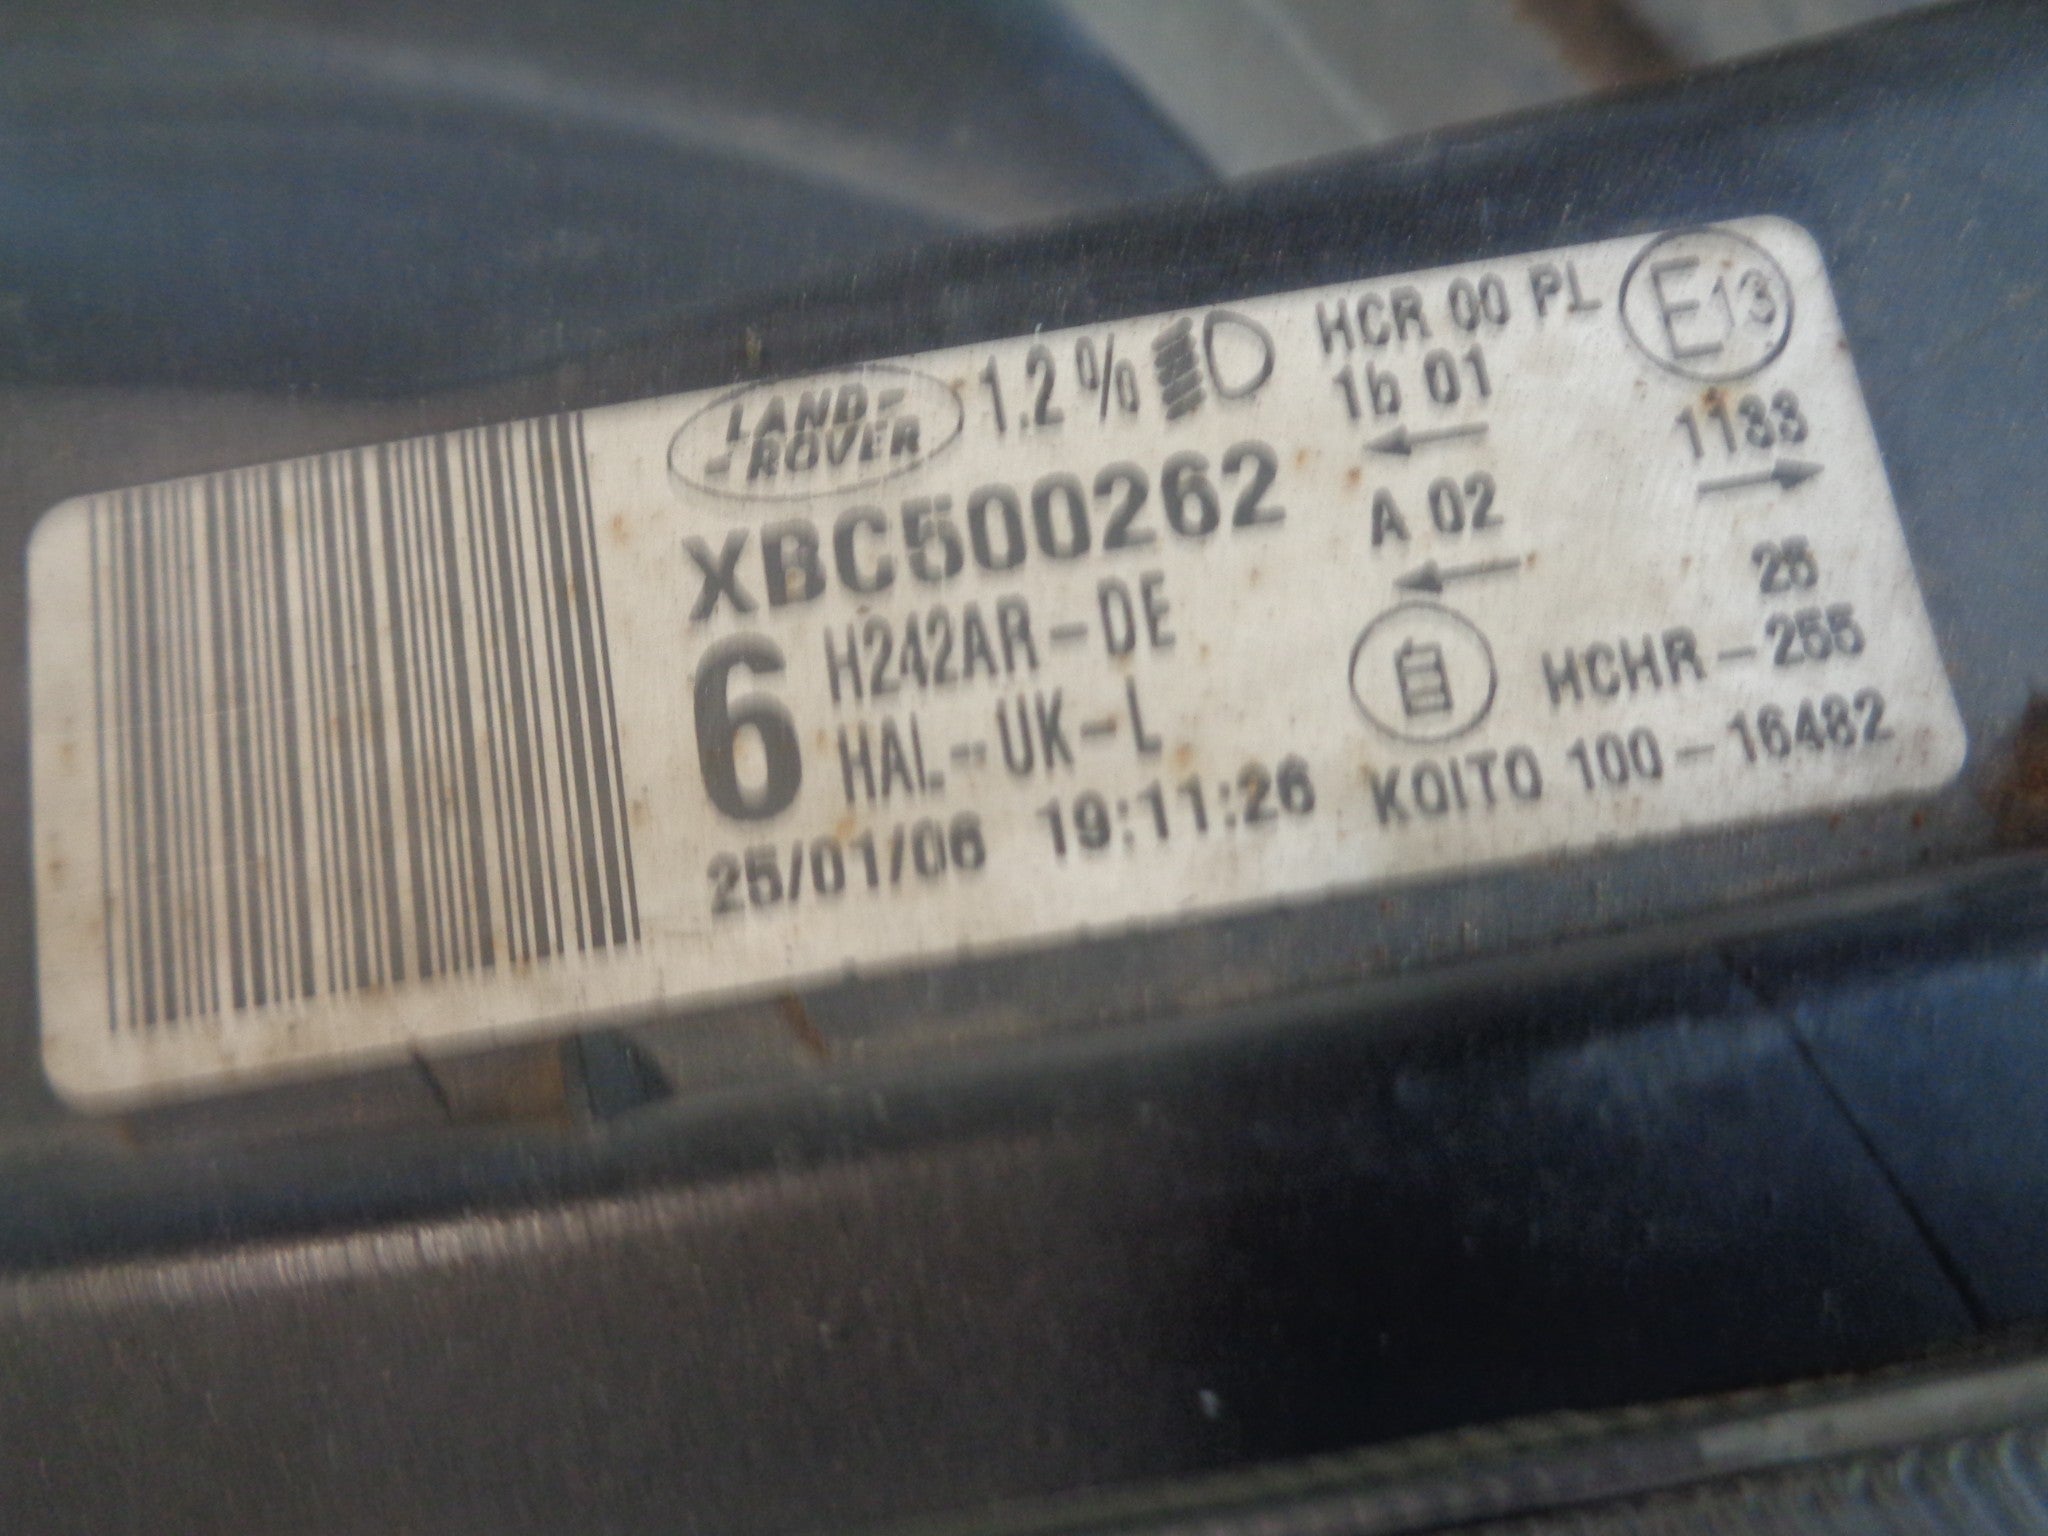 LAND-
-ROVER
1.2%
XBC500262
6
H242AR-DE
HAL-UK-L
25/01/06 19:11:26
HCR 00 PL
1b 01
A 02
E13
1133
26
HCHR-255
KOITO 100-16482